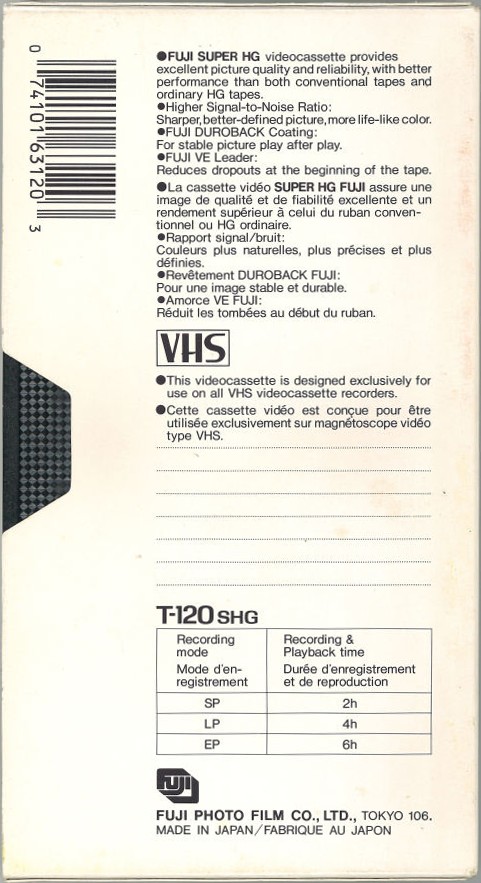 0 74101 63120 3
●FUJI SUPER HG videocassette provides
excellent picture quality and reliability, with better
performance than both conventional tapes and
ordinary HG tapes.
●Higher Signal-to-Noise Ratio:
Sharper, better-defined picture, more life-like color.
●FUJI DUROBACK Coating:
For stable picture play after play.
●FUJI VE Leader:
Reduces dropouts at the beginning of the tape.
●La cassette vidéo SUPER HG FUJI assure une
image de qualité et de fiabilité excellente et un
rendement supérieur à celui du ruban conven-
tionnel ou HG ordinaire.
●Rapport signal/bruit:
Couleurs plus naturelles, plus précises et plus
définies.
●Revêtement DUROBACK FUJI:
Pour une image stable et durable.
●Amorce VE FUJI:
Réduit les tombées au début du ruban.
VHS
●This videocassette is designed exclusively for
use on all VHS videocassette recorders.
●Cette cassette vidéo est conçue pour être
utilisée exclusivement sur magnétoscope vidéo
type VHS.
T-120 SHG
Recording
mode
Mode d'en-
registrement
Recording &
Playback time
Durée d'enregistrement
et de reproduction
SP 2h
LP 4h
EP 6h
FUJI
FUJI PHOTO FILM CO., LTD., TOKYO 106.
MADE IN JAPAN/FABRIQUE AU JAPON